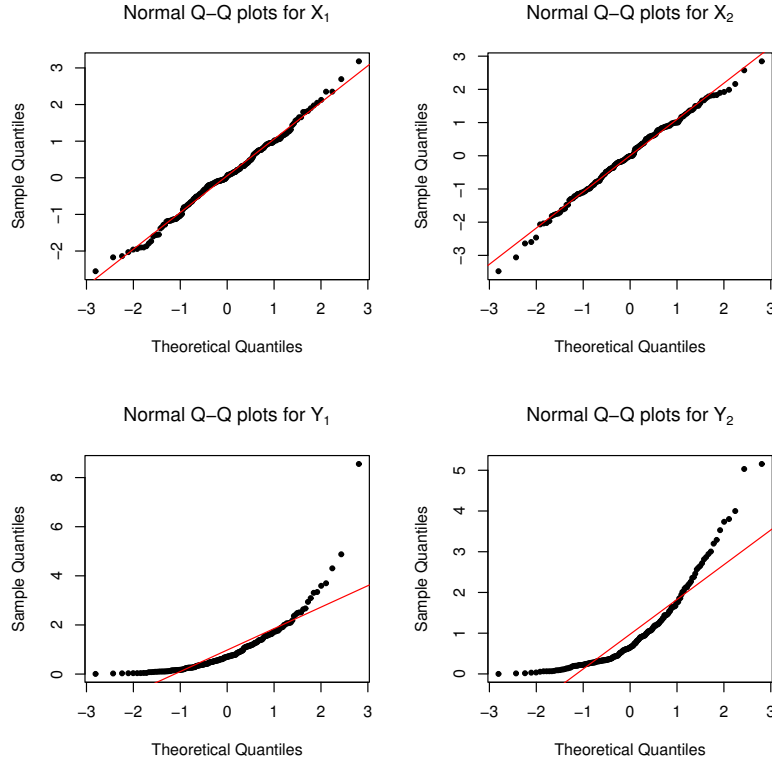 Normal Q−Q plots for X₁
Sample Quantiles
−2 −1 0 1 2 3
−3 −2 −1 0 1 2 3
Theoretical Quantiles
Normal Q−Q plots for X₂
Sample Quantiles
−3 −2 −1 0 1 2 3
−3 −2 −1 0 1 2 3
Theoretical Quantiles
Normal Q−Q plots for Y₁
Sample Quantiles
0 2 4 6 8
−3 −2 −1 0 1 2 3
Theoretical Quantiles
Normal Q−Q plots for Y₂
Sample Quantiles
0 1 2 3 4 5
−3 −2 −1 0 1 2 3
Theoretical Quantiles